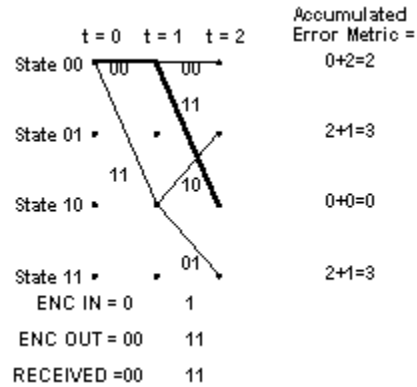 Accumulated
t = 0 t = 1 t = 2 Error Metric =
State 00 00 00 0+2=2
11
State 01 2+1=3
11 10
State 10 0+0=0
01
State 11 2+1=3
ENC IN = 0 1
ENC OUT = 00 11
RECEIVED =00 11